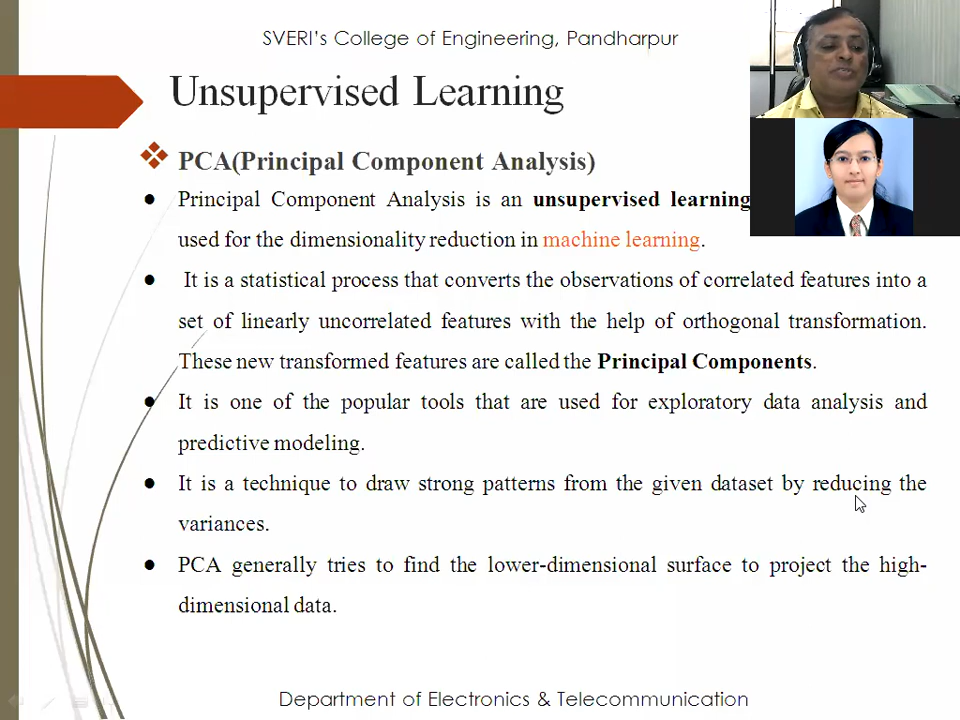 SVERI's College of Engineering, Pandharpur
Unsupervised Learning
PCA(Principal Component Analysis)
Principal Component Analysis is an unsupervised learning
used for the dimensionality reduction in machine learning.
It is a statistical process that converts the observations of correlated features into a
set of linearly uncorrelated features with the help of orthogonal transformation.
These new transformed features are called the Principal Components.
It is one of the popular tools that are used for exploratory data analysis and
predictive modeling.
It is a technique to draw strong patterns from the given dataset by reducing the
variances.
PCA generally tries to find the lower-dimensional surface to project the high-
dimensional data.
Department of Electronics & Telecommunication